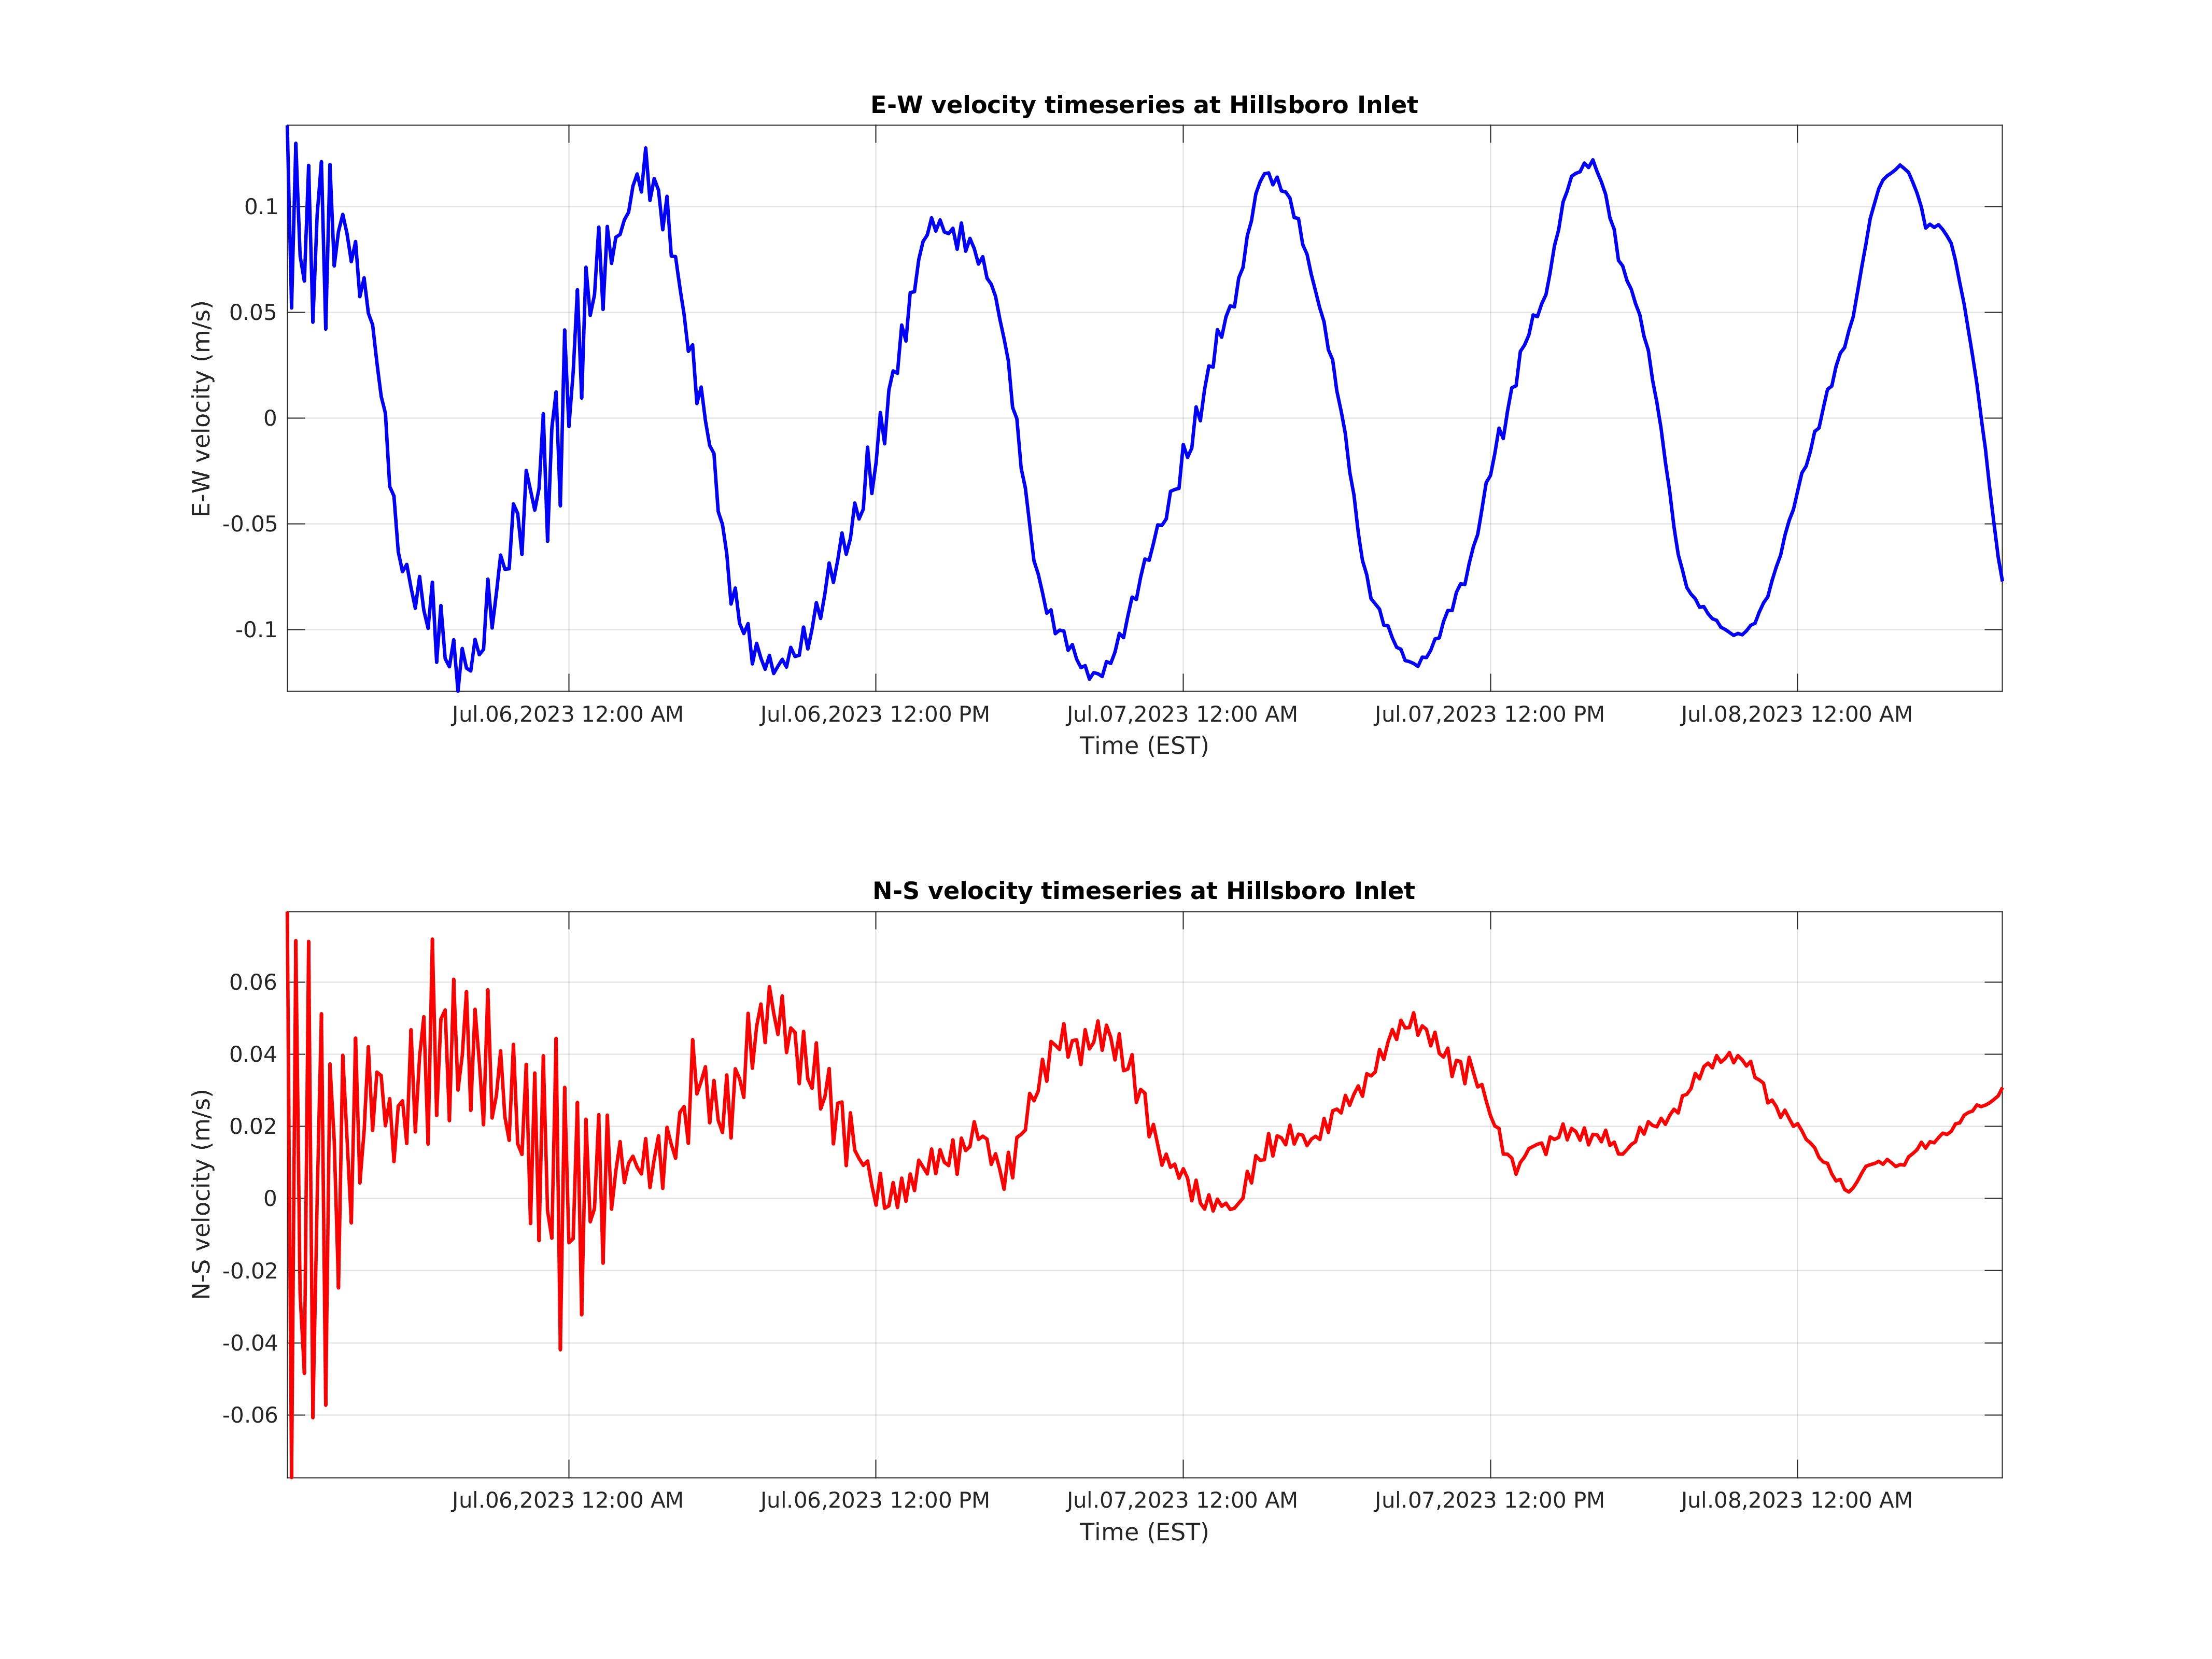 E-W velocity timeseries at Hillsboro Inlet
E-W velocity (m/s)
0.1
0.05
0
-0.05
-0.1
Jul.06,2023 12:00 AM Jul.06,2023 12:00 PM Jul.07,2023 12:00 AM Jul.07,2023 12:00 PM Jul.08,2023 12:00 AM
Time (EST)
N-S velocity timeseries at Hillsboro Inlet
N-S velocity (m/s)
0.06
0.04
0.02
0
-0.02
-0.04
-0.06
Jul.06,2023 12:00 AM Jul.06,2023 12:00 PM Jul.07,2023 12:00 AM Jul.07,2023 12:00 PM Jul.08,2023 12:00 AM
Time (EST)